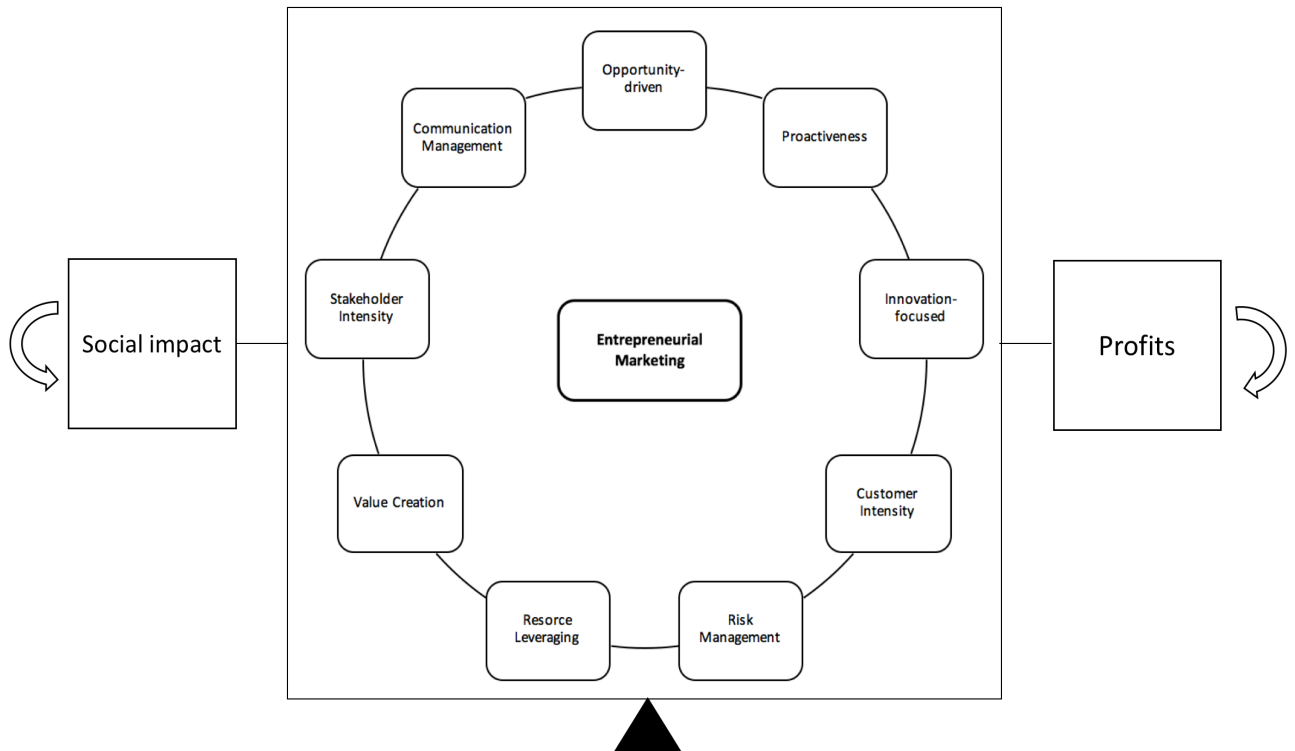 Opportunity-
driven
Communication
Management
Proactiveness
Stakeholder
Intensity
Innovation-
focused
Entrepreneurial
Marketing
Social impact
Profits
Value Creation
Customer
Intensity
Resorce
Leveraging
Risk
Management